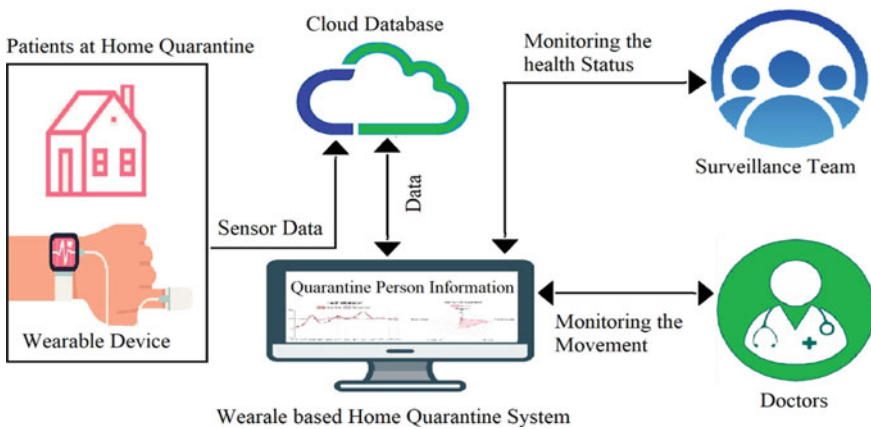 Cloud Database
Patients at Home Quarantine
Monitoring the
health Status
Surveillance Team
Sensor Data
Data
Quarantine Person Information
Wearable Device
Monitoring the
Movement
Doctors
Wearale based Home Quarantine System